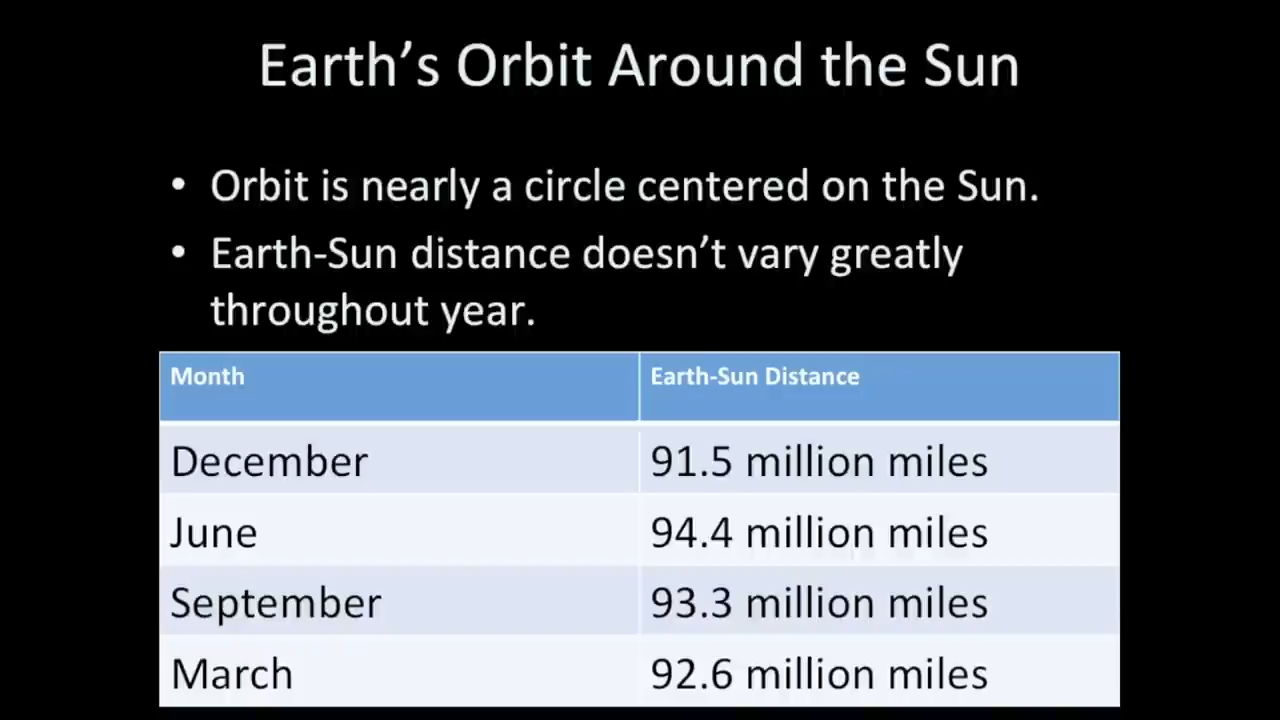 Earth’s Orbit Around the Sun
• Orbit is nearly a circle centered on the Sun.
• Earth-Sun distance doesn’t vary greatly
throughout year.
Month Earth-Sun Distance
December 91.5 million miles
June 94.4 million miles
September 93.3 million miles
March 92.6 million miles